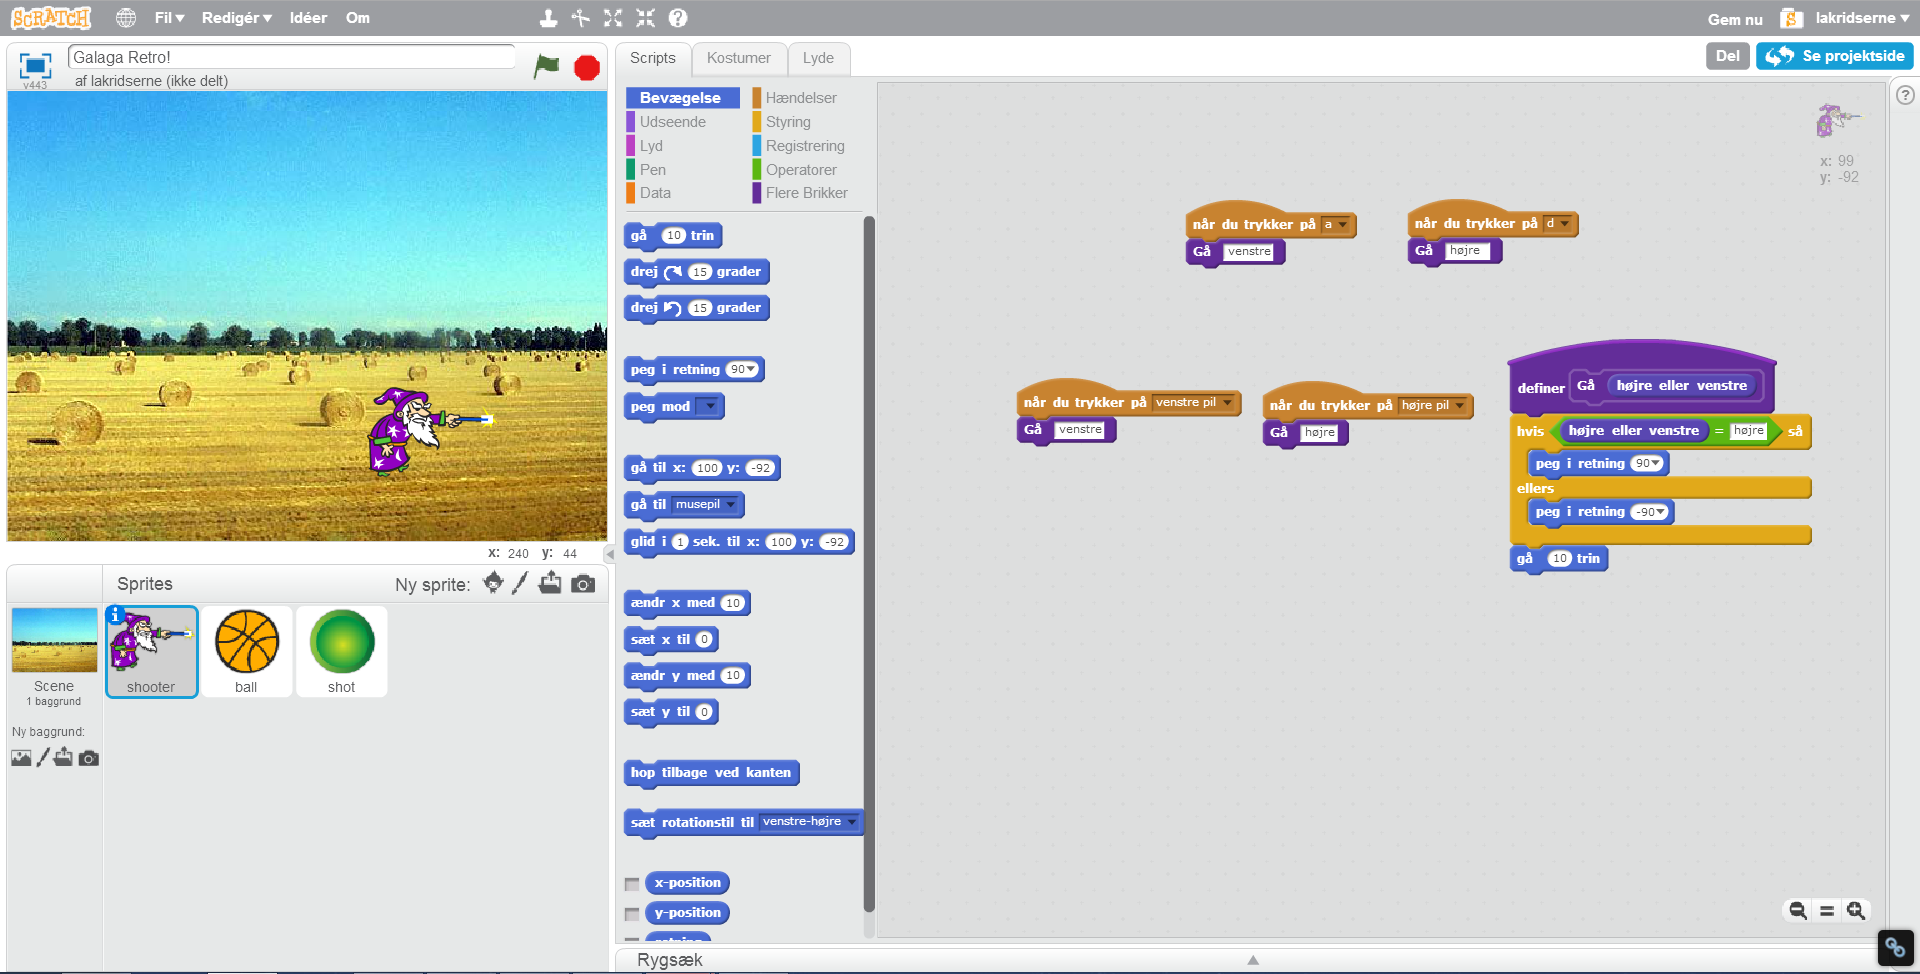 SCRATCH
Fil▾ Redigér▾ Idéer Om
Gem nu lakridserne ▾
Galaga Retro!
af lakridserne (ikke delt)
v443
Scripts Kostumer Lyde
Del Se projektside
Bevægelse Hændelser
Udseende Styring
Lyd Registrering
Pen Operatorer
Data Flere Brikker
gå 10 trin
drej 15 grader
drej 15 grader
peg i retning 90▾
peg mod
gå til x: 100 y: -92
gå til musepil
glid i 1 sek. til x: 100 y: -92
ændr x med 10
sæt x til 0
ændr y med 10
sæt y til 0
hop tilbage ved kanten
sæt rotationstil til venstre-højre
x-position
y-position
x: 99
y: -92
når du trykker på a
Gå venstre
når du trykker på d
Gå højre
når du trykker på venstre pil
Gå venstre
når du trykker på højre pil
Gå højre
definer Gå højre eller venstre
hvis højre eller venstre = højre så
peg i retning 90▾
ellers
peg i retning -90▾
gå 10 trin
x: 240 y: 44
Sprites Ny sprite:
shooter
ball
shot
Scene
1 baggrund
Ny baggrund:
Rygsæk